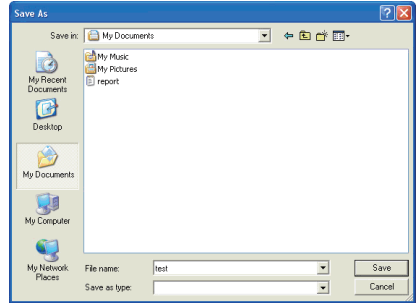 Save As
Save in: My Documents
My Music
My Pictures
report
My Recent
Documents
Desktop
My Documents
My Computer
My Network
Places
File name: test Save
Save as type: Cancel